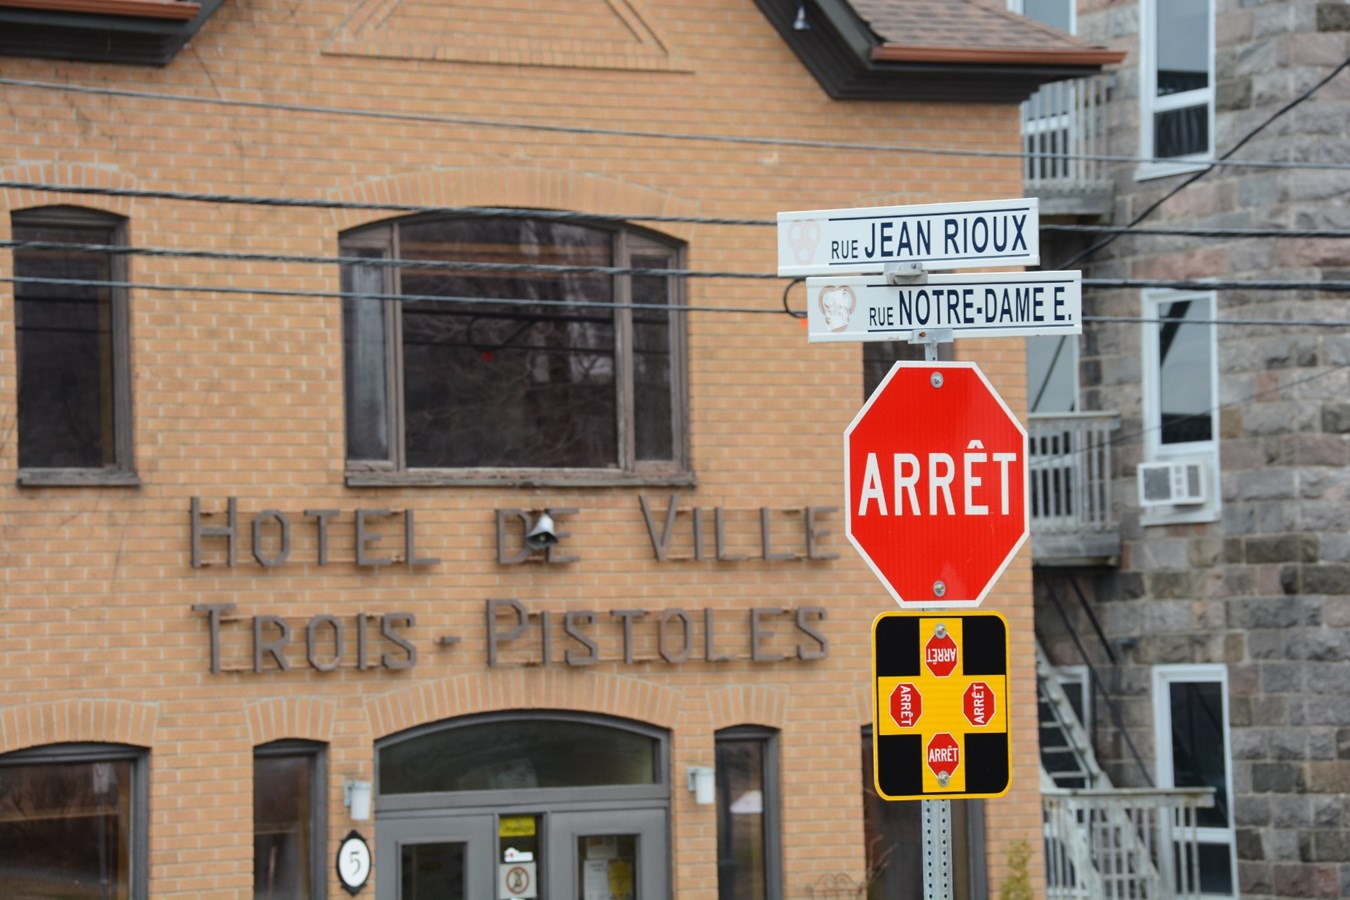 RUE JEAN RIOUX
RUE NOTRE-DAME E.
ARRÊT
HOTEL DE VILLE
TROIS-PISTOLES
ARRÊT
ARRÊT
ARRÊT
ARRÊT
5